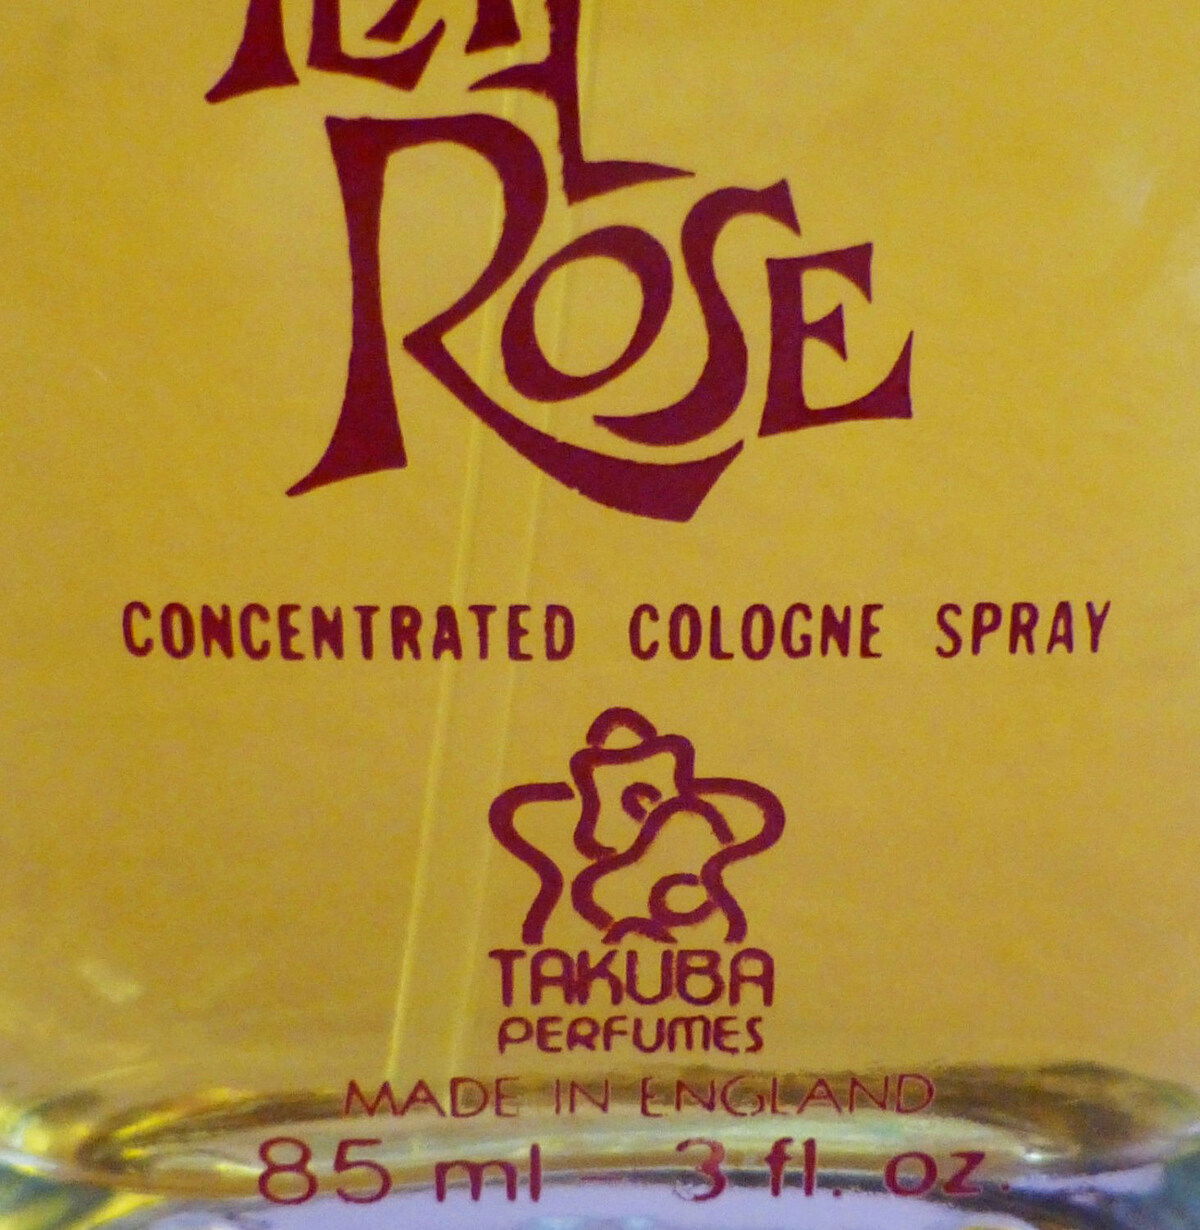 ROSE
CONCENTRATED COLOGNE SPRAY
TAKUBA
PERFUMES
MADE IN ENGLAND
85 ml – 3 fl. oz.